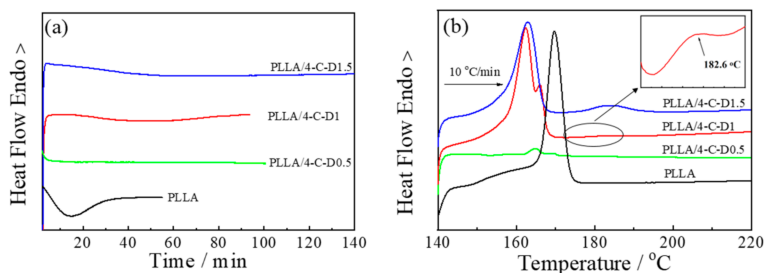 (a)
PLLA/4-C-D1.5
PLLA/4-C-D1
PLLA/4-C-D0.5
PLLA
Heat Flow Endo >
20 40 60 80 100 120 140
Time / min
(b)
182.6 °C
10 °C/min
PLLA/4-C-D1.5
PLLA/4-C-D1
PLLA/4-C-D0.5
PLLA
Heat Flow Endo >
140 160 180 200 220
Temperature / °C